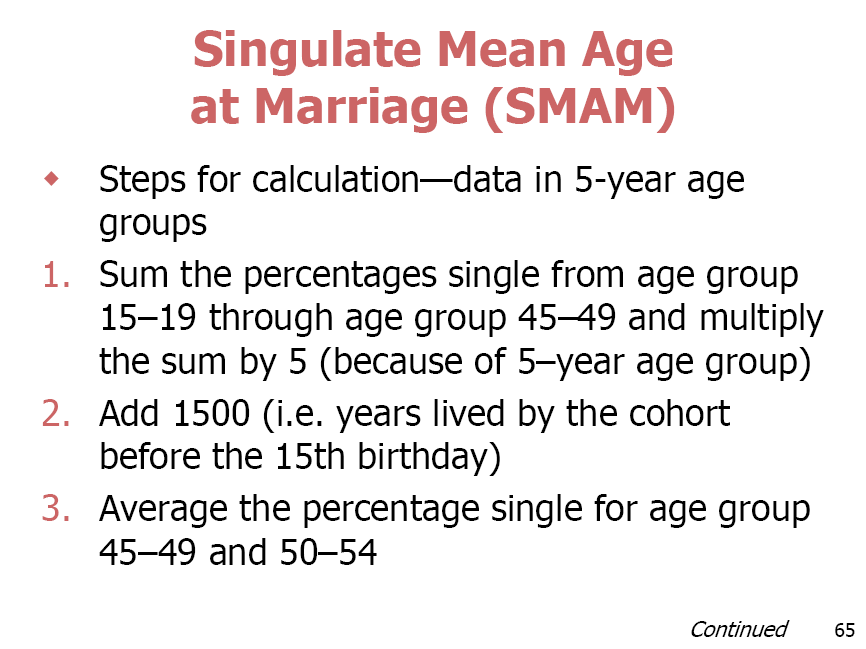 Singulate Mean Age
at Marriage (SMAM)
◆ Steps for calculation—data in 5-year age
groups
1. Sum the percentages single from age group
15–19 through age group 45–49 and multiply
the sum by 5 (because of 5–year age group)
2. Add 1500 (i.e. years lived by the cohort
before the 15th birthday)
3. Average the percentage single for age group
45–49 and 50–54
Continued 65